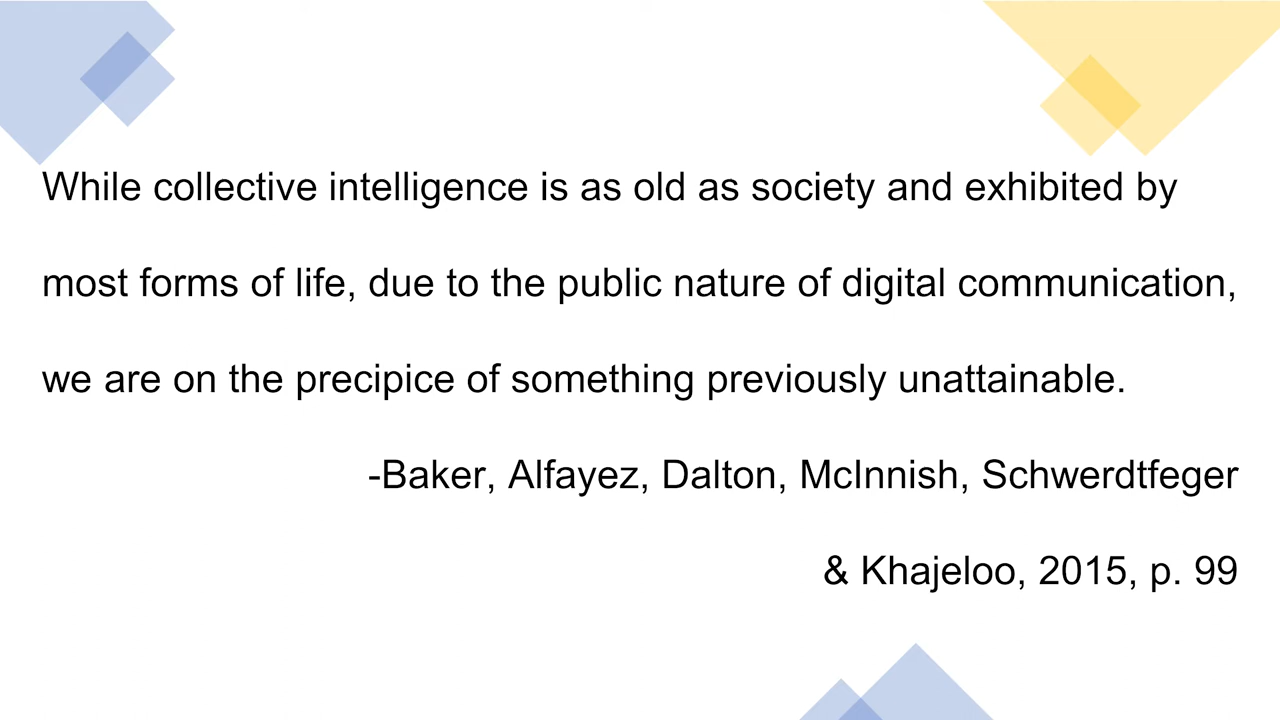 While collective intelligence is as old as society and exhibited by
most forms of life, due to the public nature of digital communication,
we are on the precipice of something previously unattainable.
-Baker, Alfayez, Dalton, McInnish, Schwerdtfeger
& Khajeloo, 2015, p. 99